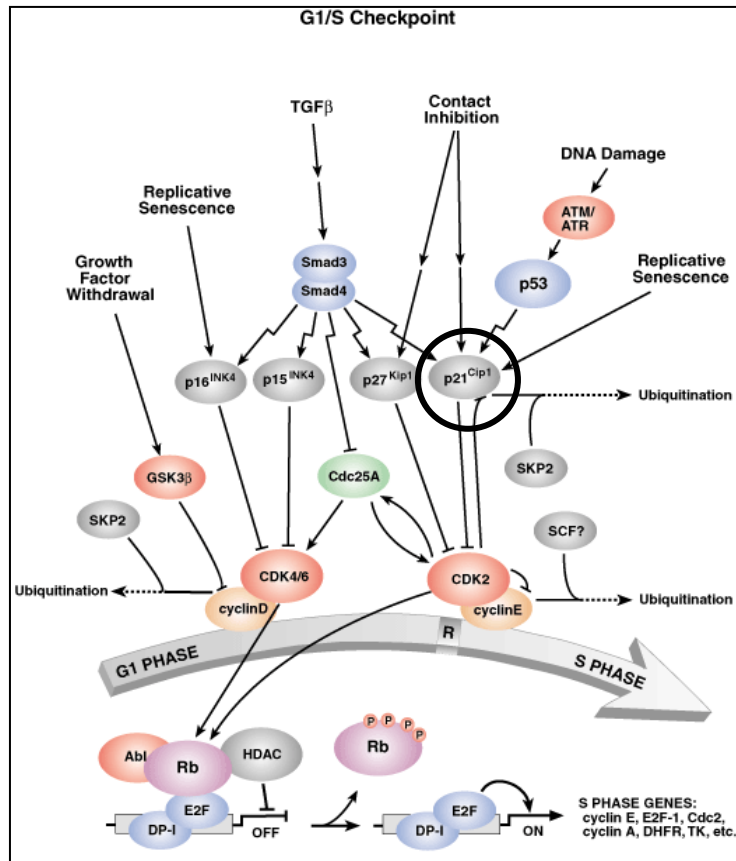 G1/S Checkpoint
TGFβ
Contact
Inhibition
DNA Damage
Replicative
Senescence
ATM/
ATR
Growth
Factor
Withdrawal
Smad3
Smad4
p53
Replicative
Senescence
p16INK4
p15INK4
p27Kip1
p21Cip1
Ubiquitination
GSK3β
Cdc25A
SKP2
SKP2
SCF?
CDK4/6
CDK2
Ubiquitination
cyclinD
cyclinE
Ubiquitination
G1 PHASE
R
S PHASE
P P P P
Abl
Rb
HDAC
Rb
E2F
DP-I
OFF
E2F
DP-I
ON
S PHASE GENES:
cyclin E, E2F-1, Cdc2,
cyclin A, DHFR, TK, etc.